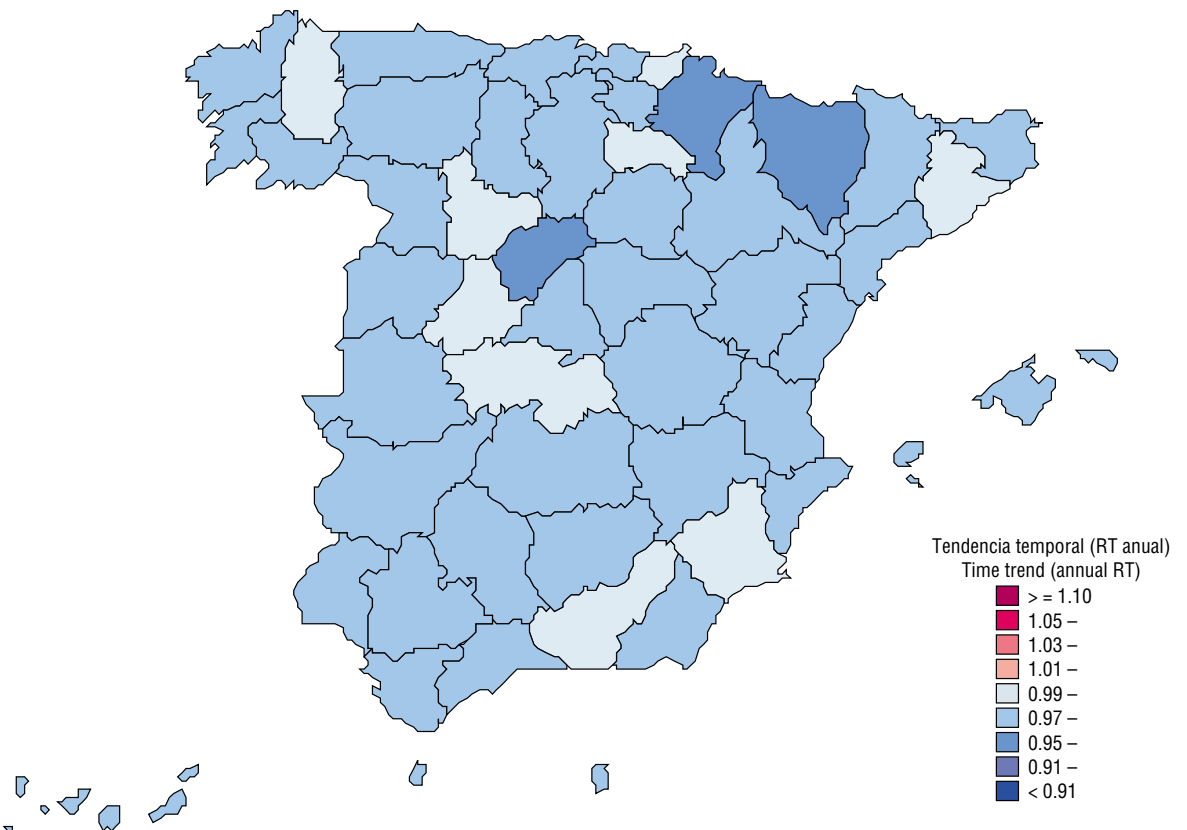 Tendencia temporal (RT anual)
Time trend (annual RT)
> = 1.10
1.05 –
1.03 –
1.01 –
0.99 –
0.97 –
0.95 –
0.91 –
< 0.91